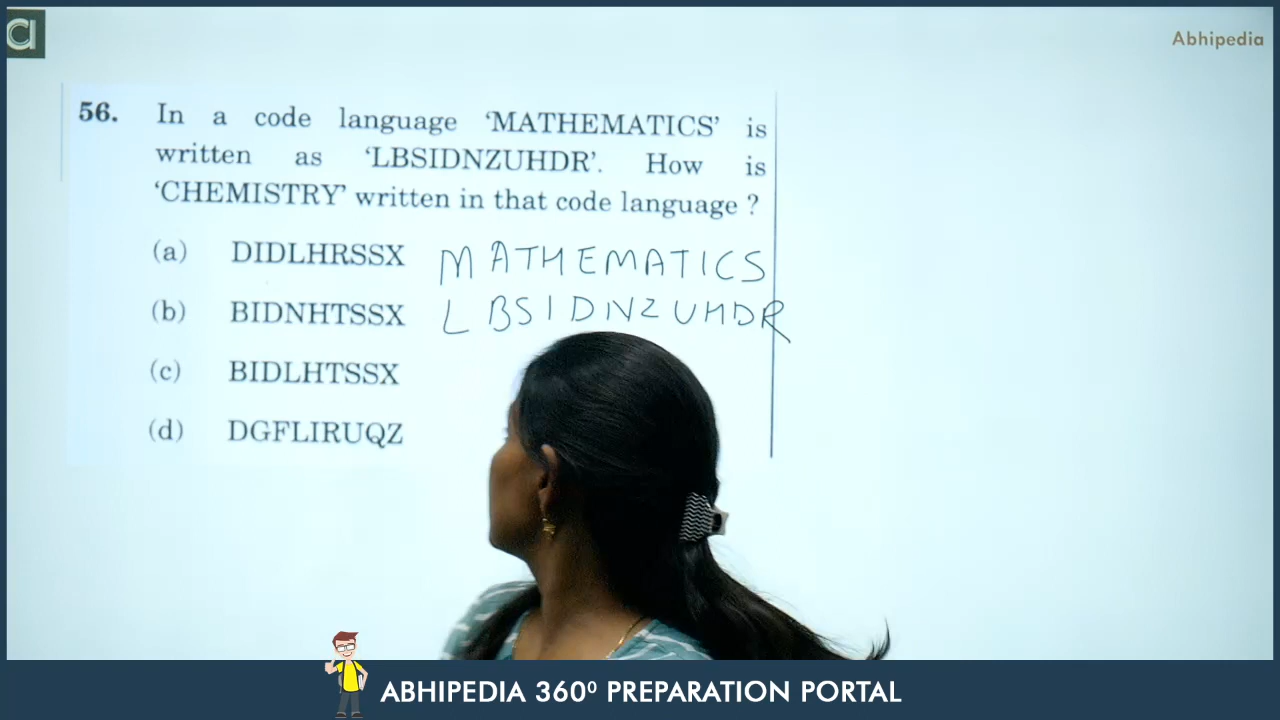 a
Abhipedia
56. In a code language ‘MATHEMATICS’ is
written as ‘LBSIDNZUHDR’. How is
‘CHEMISTRY’ written in that code language ?
(a) DIDLHRSSX
(b) BIDNHTSSX
(c) BIDLHTSSX
(d) DGFLIRUQZ
MATHEMATICS
LBSIDNZUHDR
ABHIPEDIA 360⁰ PREPARATION PORTAL